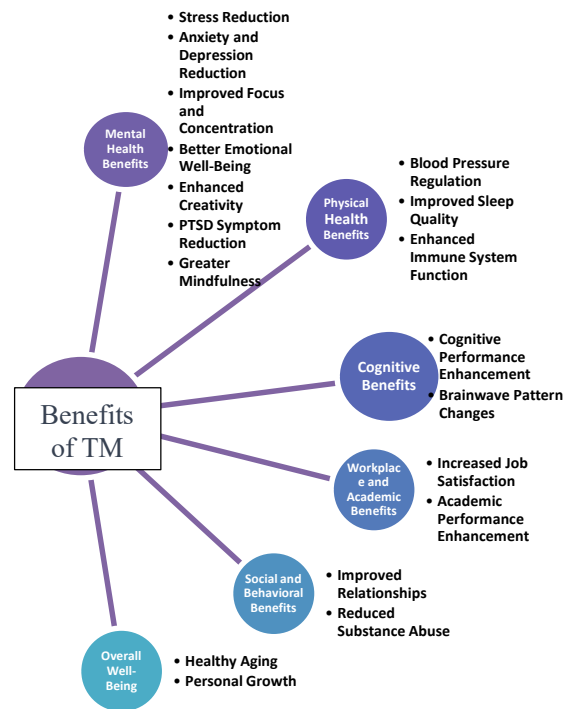 • Stress Reduction
• Anxiety and
Depression
Reduction
• Improved Focus
and
Concentration
• Better Emotional
Well-Being
• Enhanced
Creativity
• PTSD Symptom
Reduction
• Greater
Mindfulness
Mental
Health
Benefits
Physical
Health
Benefits
• Blood Pressure
Regulation
• Improved Sleep
Quality
• Enhanced
Immune System
Function
Cognitive
Benefits
• Cognitive
Performance
Enhancement
• Brainwave Pattern
Changes
Benefits
of TM
Workplac
e and
Academic
Benefits
• Increased Job
Satisfaction
• Academic
Performance
Enhancement
Social and
Behavioral
Benefits
• Improved
Relationships
• Reduced
Substance Abuse
Overall
Well-
Being
• Healthy Aging
• Personal Growth